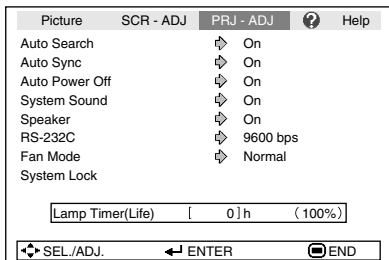 Picture SCR - ADJ PRJ - ADJ ? Help
Auto Search On
Auto Sync On
Auto Power Off On
System Sound On
Speaker On
RS-232C 9600 bps
Fan Mode Normal
System Lock
Lamp Timer(Life) [ 0 ] h ( 100% )
SEL./ADJ. ENTER END